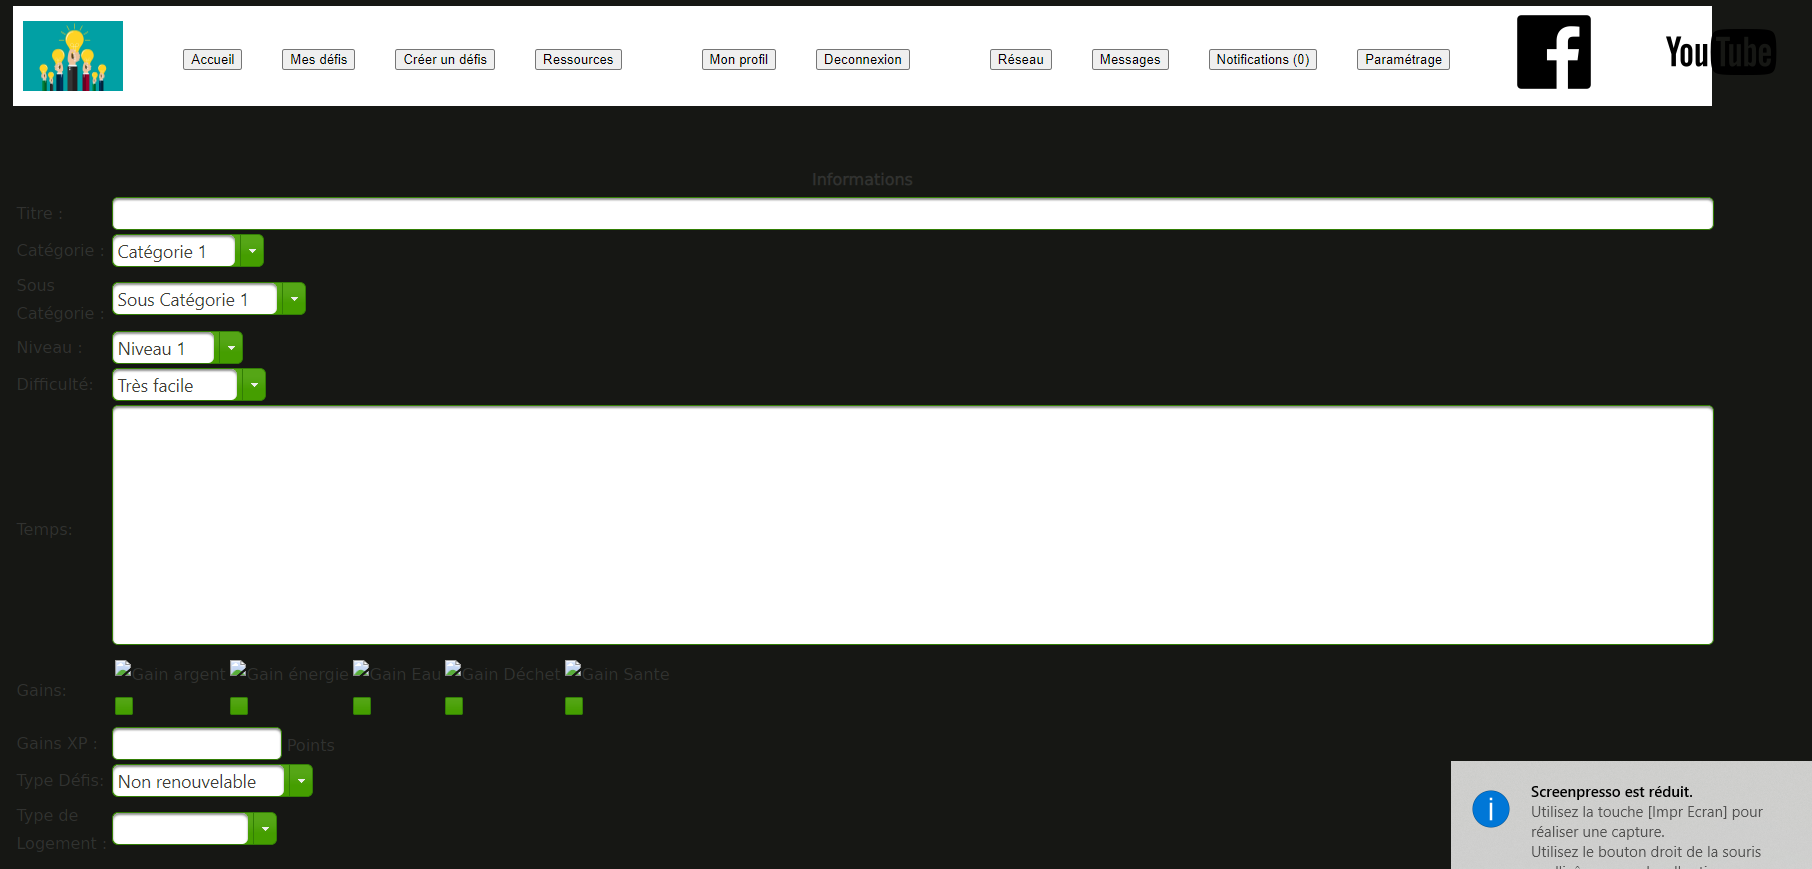 Accueil Mes défis Créer un défis Ressources Mon profil Deconnexion Réseau Messages Notifications (0) Paramétrage YouTube
Informations
Titre :
Catégorie : Catégorie 1
Sous
Catégorie : Sous Catégorie 1
Niveau : Niveau 1
Difficulté: Très facile
Temps:
Gain argent Gain énergie Gain Eau Gain Déchet Gain Sante
Gains:
Gains XP : Points
Type Défis: Non renouvelable
Type de
Logement :
Screenpresso est réduit.
Utilisez la touche [Impr Ecran] pour
réaliser une capture.
Utilisez le bouton droit de la souris